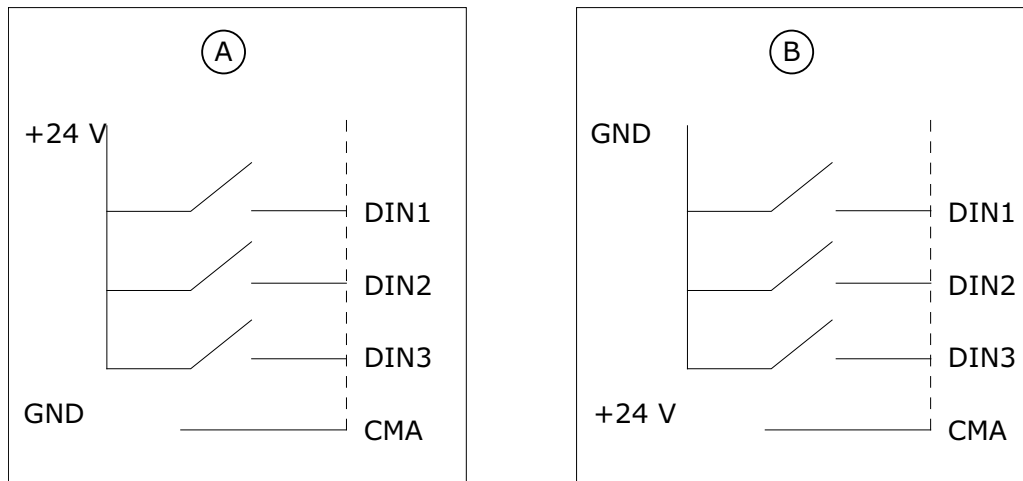 A
+24 V
DIN1
DIN2
DIN3
GND
CMA
B
GND
DIN1
DIN2
DIN3
+24 V
CMA